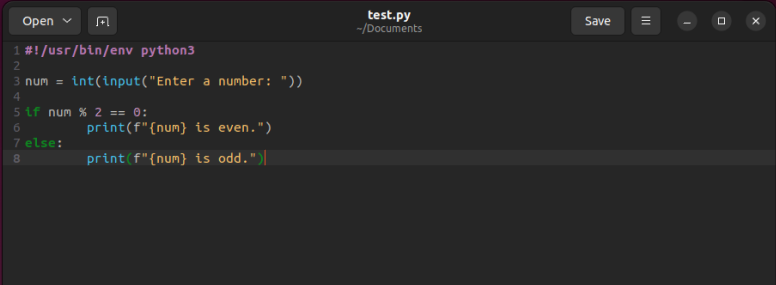 Open
test.py
~/Documents
Save
1 #!/usr/bin/env python3
2
3 num = int(input("Enter a number: "))
4
5 if num % 2 == 0:
6         print(f"{num} is even.")
7 else:
8         print(f"{num} is odd.")